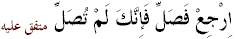 اِرْجِعْ فَصَلِّ فَإِنَّكَ لَمْ تُصَلِّ متفق عليه